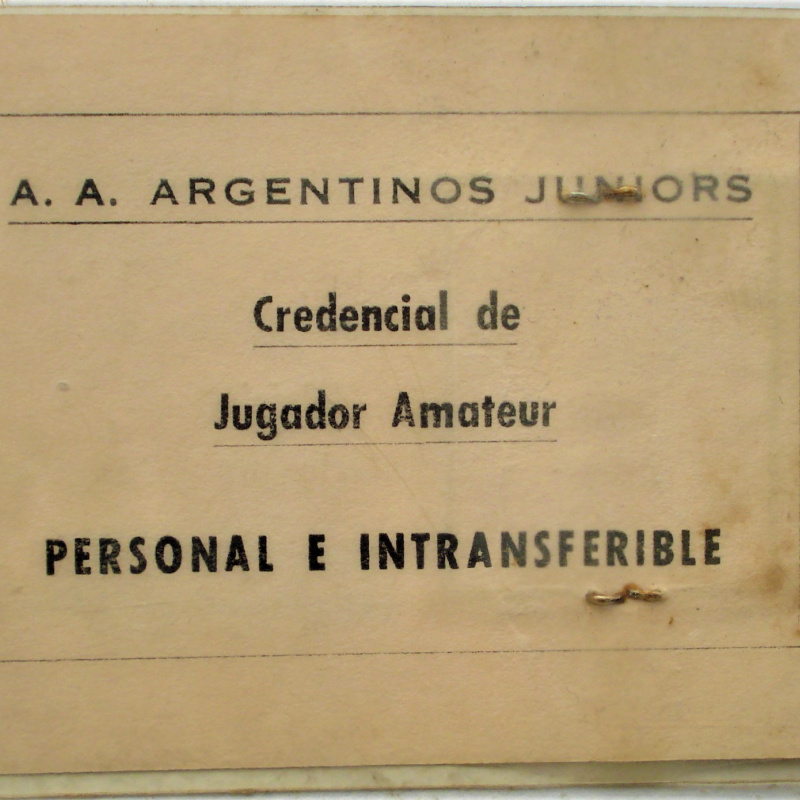 A. A. ARGENTINOS JUNIORS
Credencial de
Jugador Amateur
PERSONAL E INTRANSFERIBLE